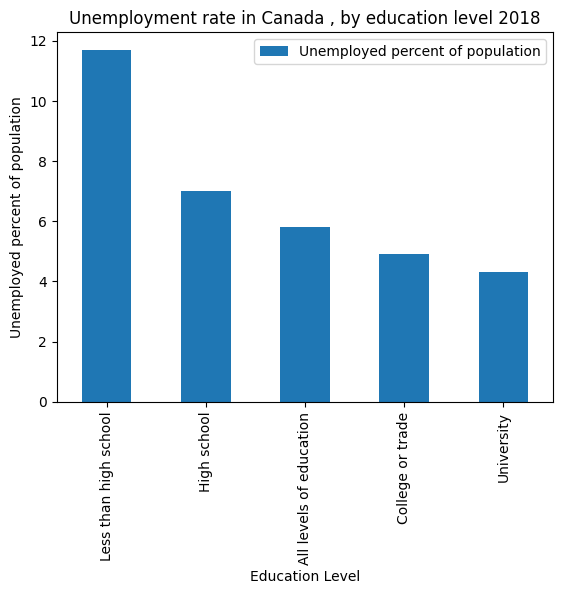 Unemployment rate in Canada , by education level 2018
Unemployed percent of population
Unemployed percent of population
12
10
8
6
4
2
0
Less than high school
High school
All levels of education
College or trade
University
Education Level